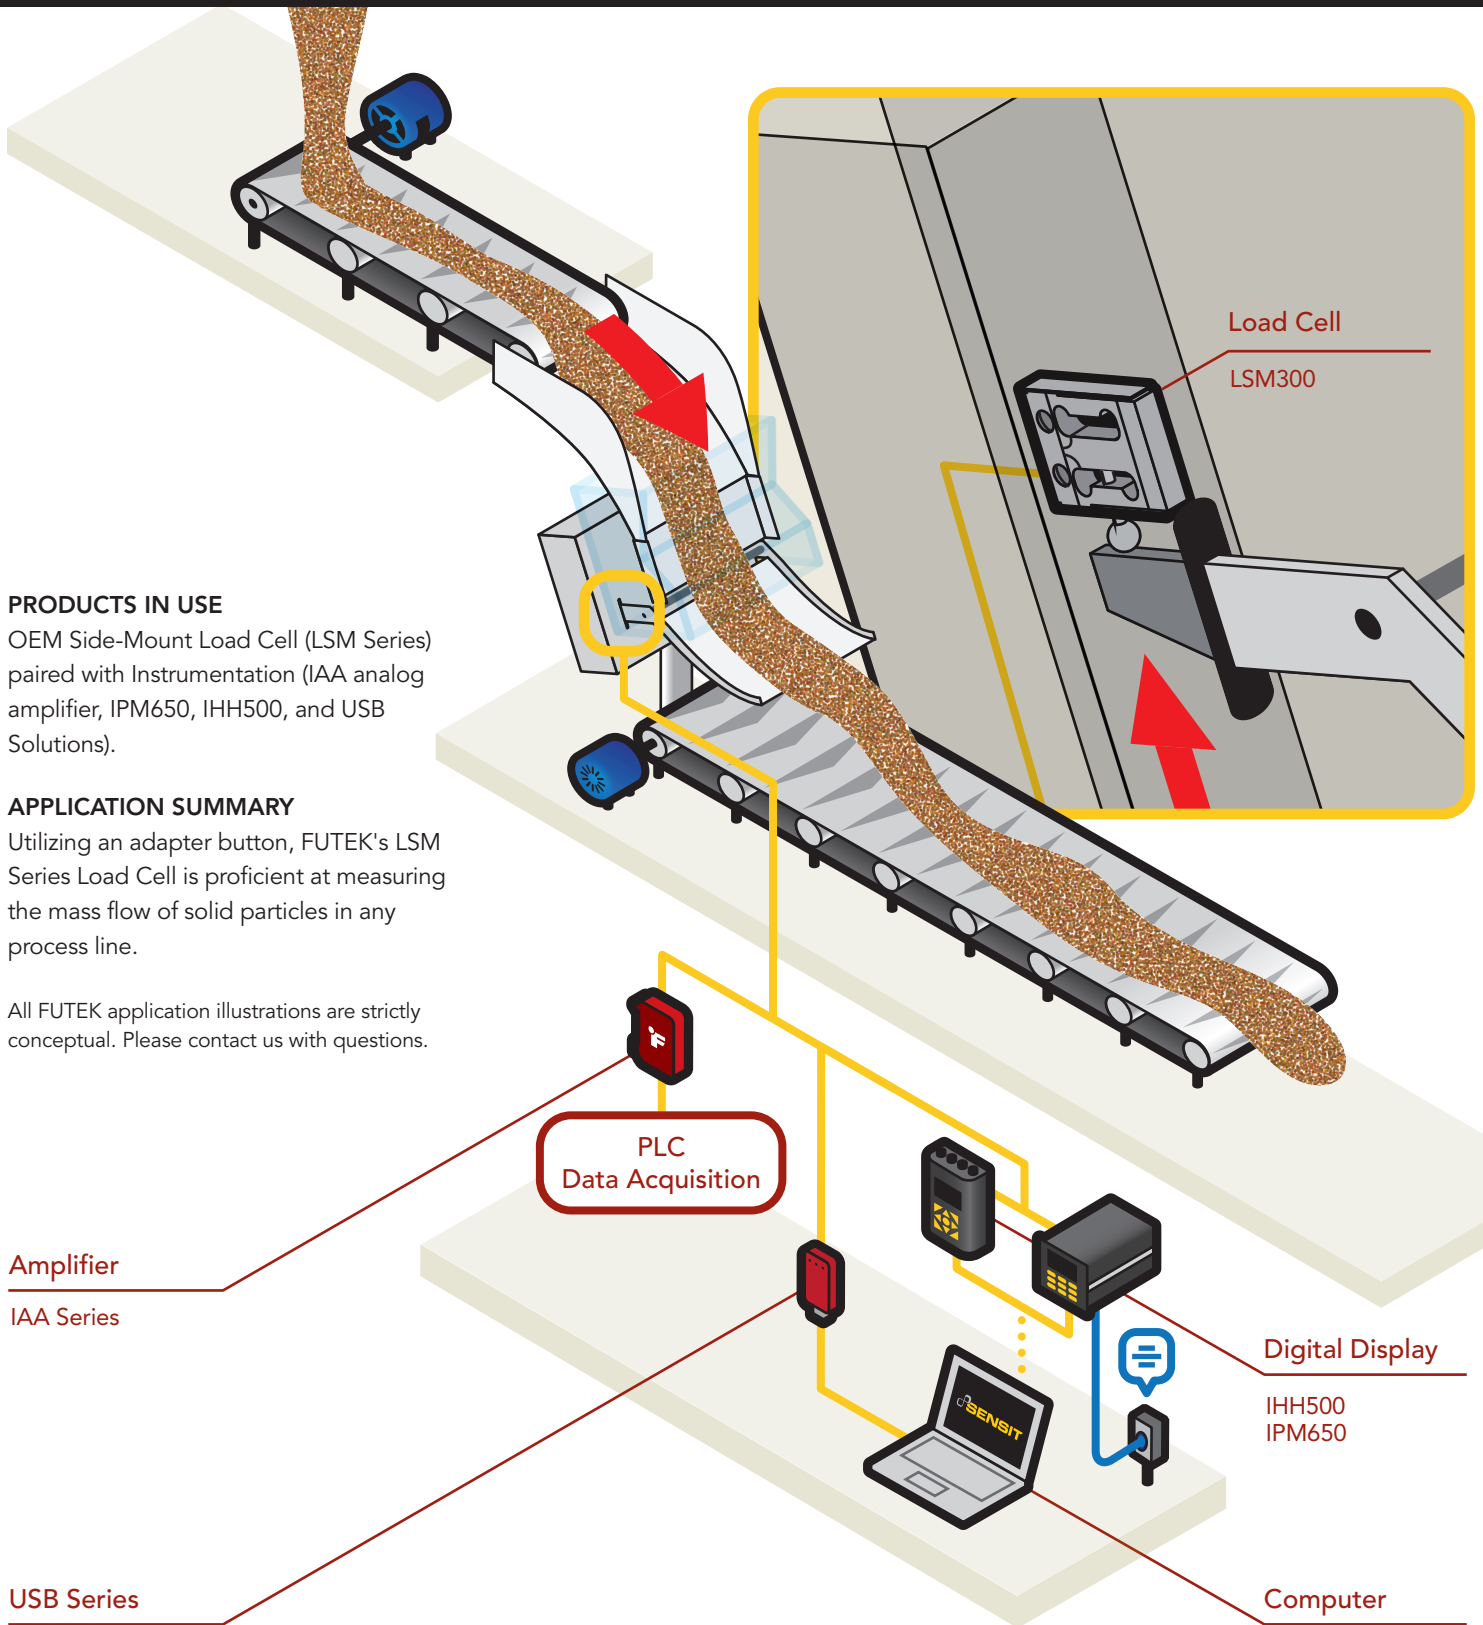 Load Cell
LSM300
PRODUCTS IN USE
OEM Side-Mount Load Cell (LSM Series)
paired with Instrumentation (IAA analog
amplifier, IPM650, IHH500, and USB
Solutions).
APPLICATION SUMMARY
Utilizing an adapter button, FUTEK's LSM
Series Load Cell is proficient at measuring
the mass flow of solid particles in any
process line.
All FUTEK application illustrations are strictly
conceptual. Please contact us with questions.
PLC
Data Acquisition
Amplifier
IAA Series
Digital Display
IHH500
IPM650
SENSIT
USB Series
Computer